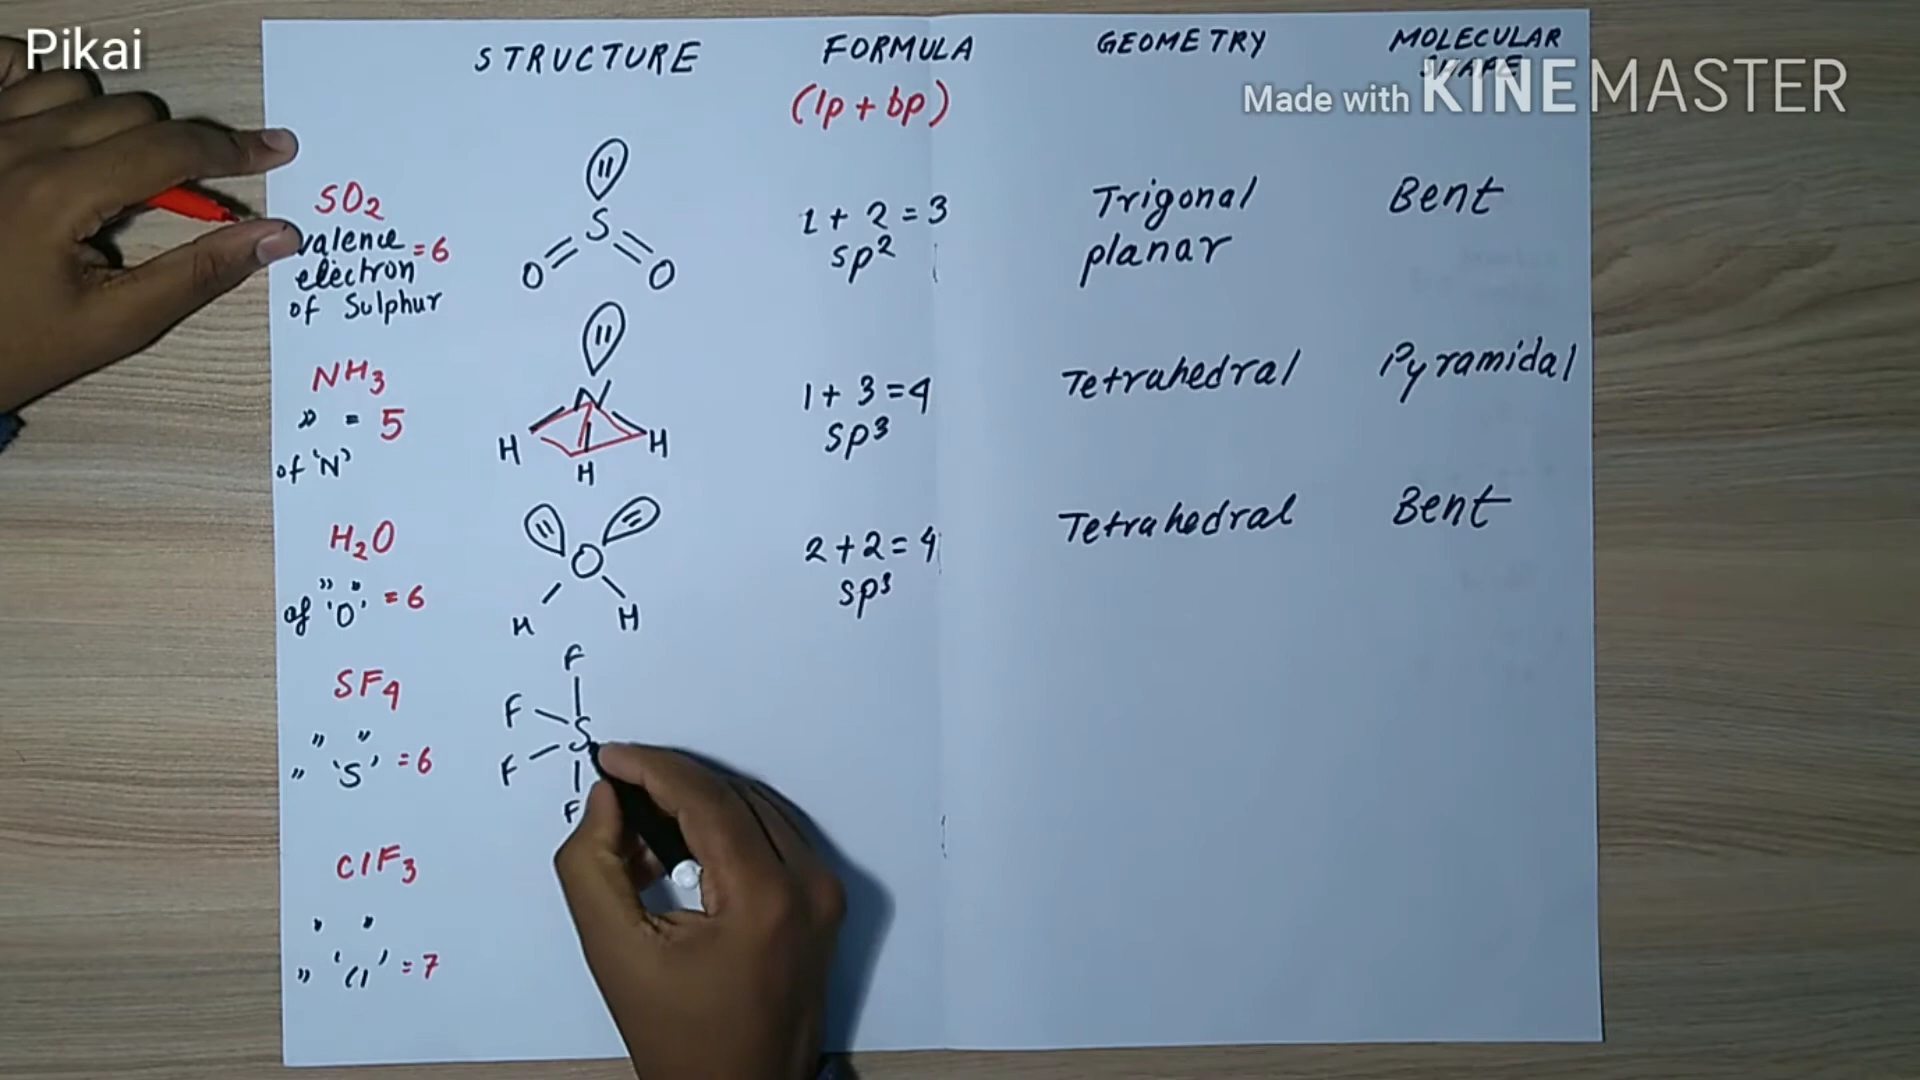 Pikai
STRUCTURE
FORMULA
(lp + bp)
GEOMETRY
MOLECULAR
SHAPE
Made with KINEMASTER
SO2
valence
electron = 6
of Sulphur
S
O
O
1 + 2 = 3
sp2
Trigonal
planar
Bent
NH3
" = 5
of 'N'
N
H
H
H
1 + 3 = 4
sp3
Tetrahedral
Pyramidal
H2O
" "
of 'O' = 6
O
H
H
2 + 2 = 4
sp3
Tetrahedral
Bent
SF4
" "
" 'S' = 6
F
F
S
F
F
ClF3
" "
" 'Cl' = 7